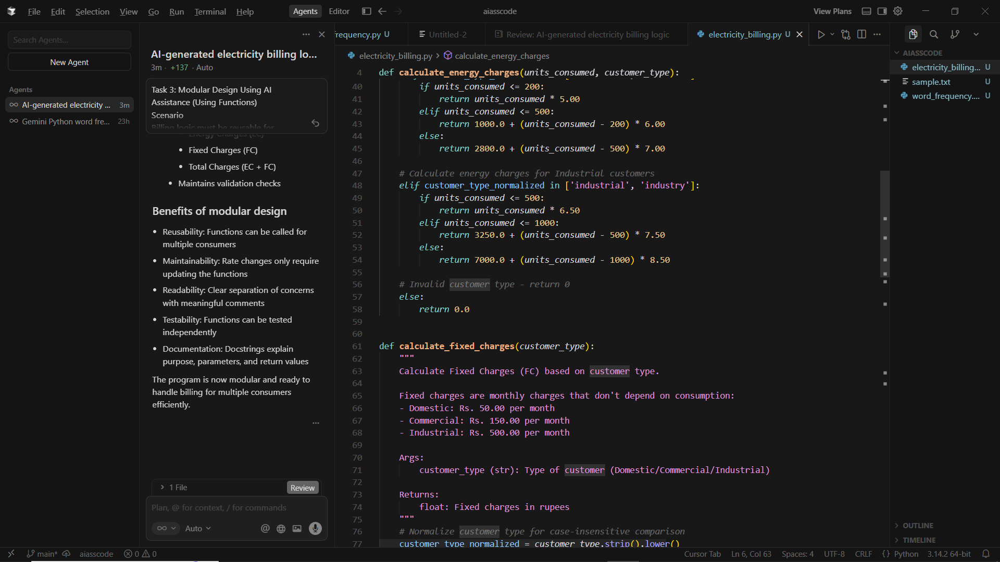 File Edit Selection View Go Run Terminal Help
Agents Editor
aiasscode
View Plans
Search Agents...
New Agent
Agents
AI-generated electricity ... 3m
Gemini Python word fre... 23h
AI-generated electricity billing lo...
3m · +137 · Auto
Task 3: Modular Design Using AI
Assistance (Using Functions)
Scenario
Billing logic must be reusable for
Energy Charges (EC)
• Fixed Charges (FC)
• Total Charges (EC + FC)
• Maintains validation checks
Benefits of modular design
• Reusability: Functions can be called for
multiple consumers
• Maintainability: Rate changes only require
updating the functions
• Readability: Clear separation of concerns
with meaningful comments
• Testability: Functions can be tested
independently
• Documentation: Docstrings explain
purpose, parameters, and return values
The program is now modular and ready to
handle billing for multiple consumers
efficiently.
1 File
Review
Plan, @ for context, / for commands
Auto
requency.py U
Untitled-2
Review: AI-generated electricity billing logic
electricity_billing.py U
electricity_billing.py > calculate_energy_charges
4 def calculate_energy_charges(units_consumed, customer_type):
40 if units_consumed <= 200:
41 return units_consumed * 5.00
42 elif units_consumed <= 500:
43 return 1000.0 + (units_consumed - 200) * 6.00
44 else:
45 return 2800.0 + (units_consumed - 500) * 7.00
46
47 # Calculate energy charges for Industrial customers
48 elif customer_type_normalized in ['industrial', 'industry']:
49 if units_consumed <= 500:
50 return units_consumed * 6.50
51 elif units_consumed <= 1000:
52 return 3250.0 + (units_consumed - 500) * 7.50
53 else:
54 return 7000.0 + (units_consumed - 1000) * 8.50
55
56 # Invalid customer type - return 0
57 else:
58 return 0.0
59
60
61 def calculate_fixed_charges(customer_type):
62 """
63 Calculate Fixed Charges (FC) based on customer type.
64
65 Fixed charges are monthly charges that don't depend on consumption:
66 - Domestic: Rs. 50.00 per month
67 - Commercial: Rs. 150.00 per month
68 - Industrial: Rs. 500.00 per month
69
70 Args:
71 customer_type (str): Type of customer (Domestic/Commercial/Industrial)
72
73 Returns:
74 float: Fixed charges in rupees
75 """
76 # Normalize customer type for case-insensitive comparison
77 customer_type_normalized = customer_type.strip().lower()
AIASSCODE
electricity_billing... U
sample.txt U
word_frequency.... U
OUTLINE
TIMELINE
main* aiasscode 0 0
Cursor Tab Ln 6, Col 63 Spaces: 4 UTF-8 CRLF {} Python 3.14.2 64-bit